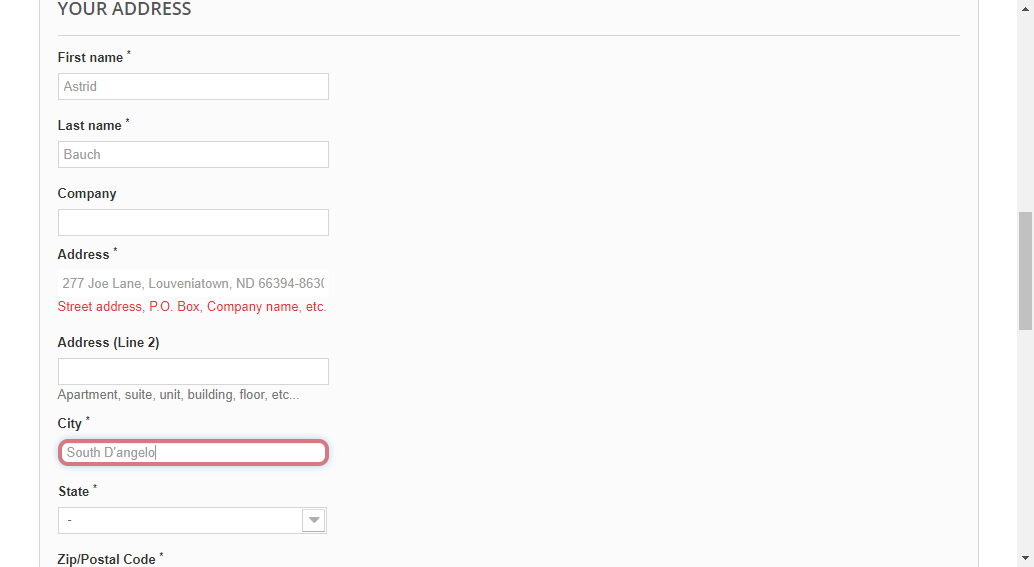 YOUR ADDRESS
First name *
Astrid
Last name *
Bauch
Company
Address *
277 Joe Lane, Louveniatown, ND 66394-8630
Street address, P.O. Box, Company name, etc.
Address (Line 2)
Apartment, suite, unit, building, floor, etc...
City *
South D'angelo
State *
-
Zip/Postal Code *